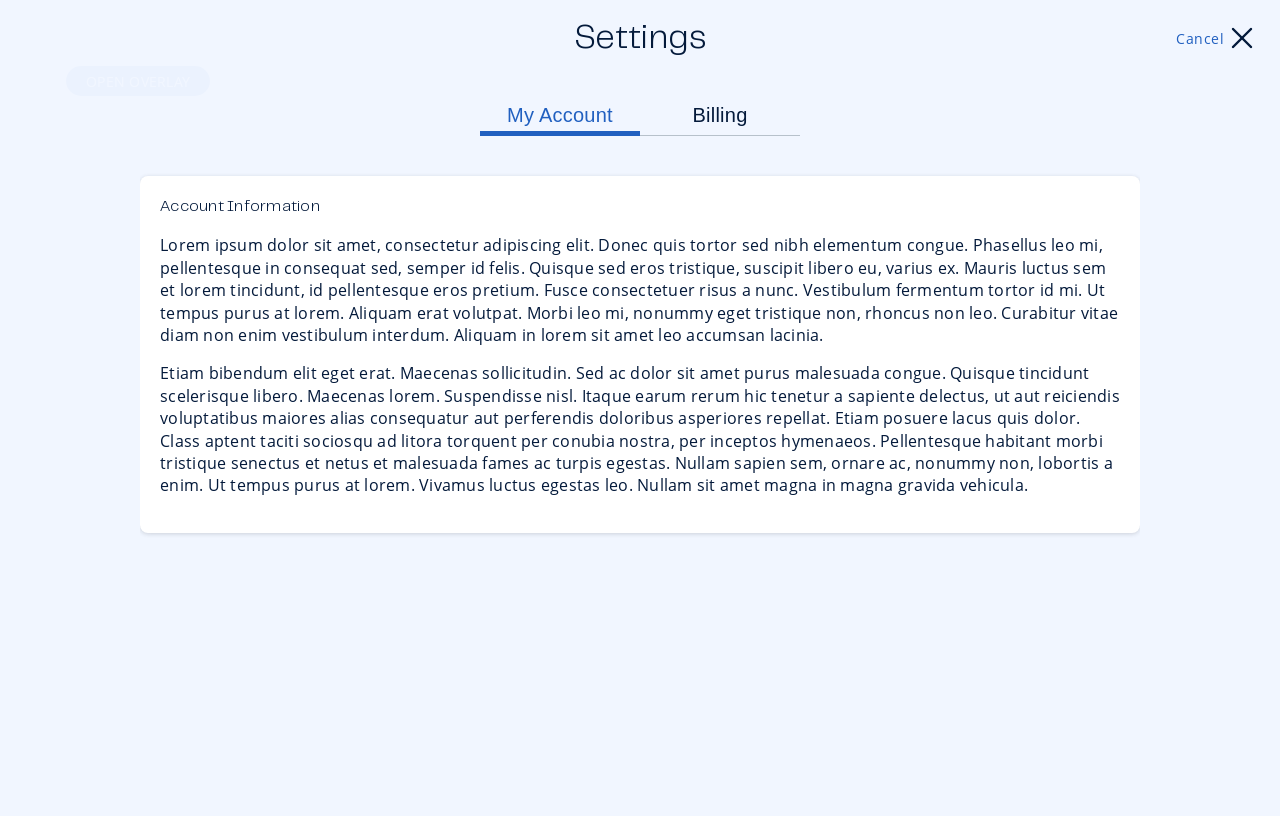 Settings
Cancel
OPEN OVERLAY
My Account
Billing
Account Information
Lorem ipsum dolor sit amet, consectetur adipiscing elit. Donec quis tortor sed nibh elementum congue. Phasellus leo mi,
pellentesque in consequat sed, semper id felis. Quisque sed eros tristique, suscipit libero eu, varius ex. Mauris luctus sem
et lorem tincidunt, id pellentesque eros pretium. Fusce consectetuer risus a nunc. Vestibulum fermentum tortor id mi. Ut
tempus purus at lorem. Aliquam erat volutpat. Morbi leo mi, nonummy eget tristique non, rhoncus non leo. Curabitur vitae
diam non enim vestibulum interdum. Aliquam in lorem sit amet leo accumsan lacinia.
Etiam bibendum elit eget erat. Maecenas sollicitudin. Sed ac dolor sit amet purus malesuada congue. Quisque tincidunt
scelerisque libero. Maecenas lorem. Suspendisse nisl. Itaque earum rerum hic tenetur a sapiente delectus, ut aut reiciendis
voluptatibus maiores alias consequatur aut perferendis doloribus asperiores repellat. Etiam posuere lacus quis dolor.
Class aptent taciti sociosqu ad litora torquent per conubia nostra, per inceptos hymenaeos. Pellentesque habitant morbi
tristique senectus et netus et malesuada fames ac turpis egestas. Nullam sapien sem, ornare ac, nonummy non, lobortis a
enim. Ut tempus purus at lorem. Vivamus luctus egestas leo. Nullam sit amet magna in magna gravida vehicula.